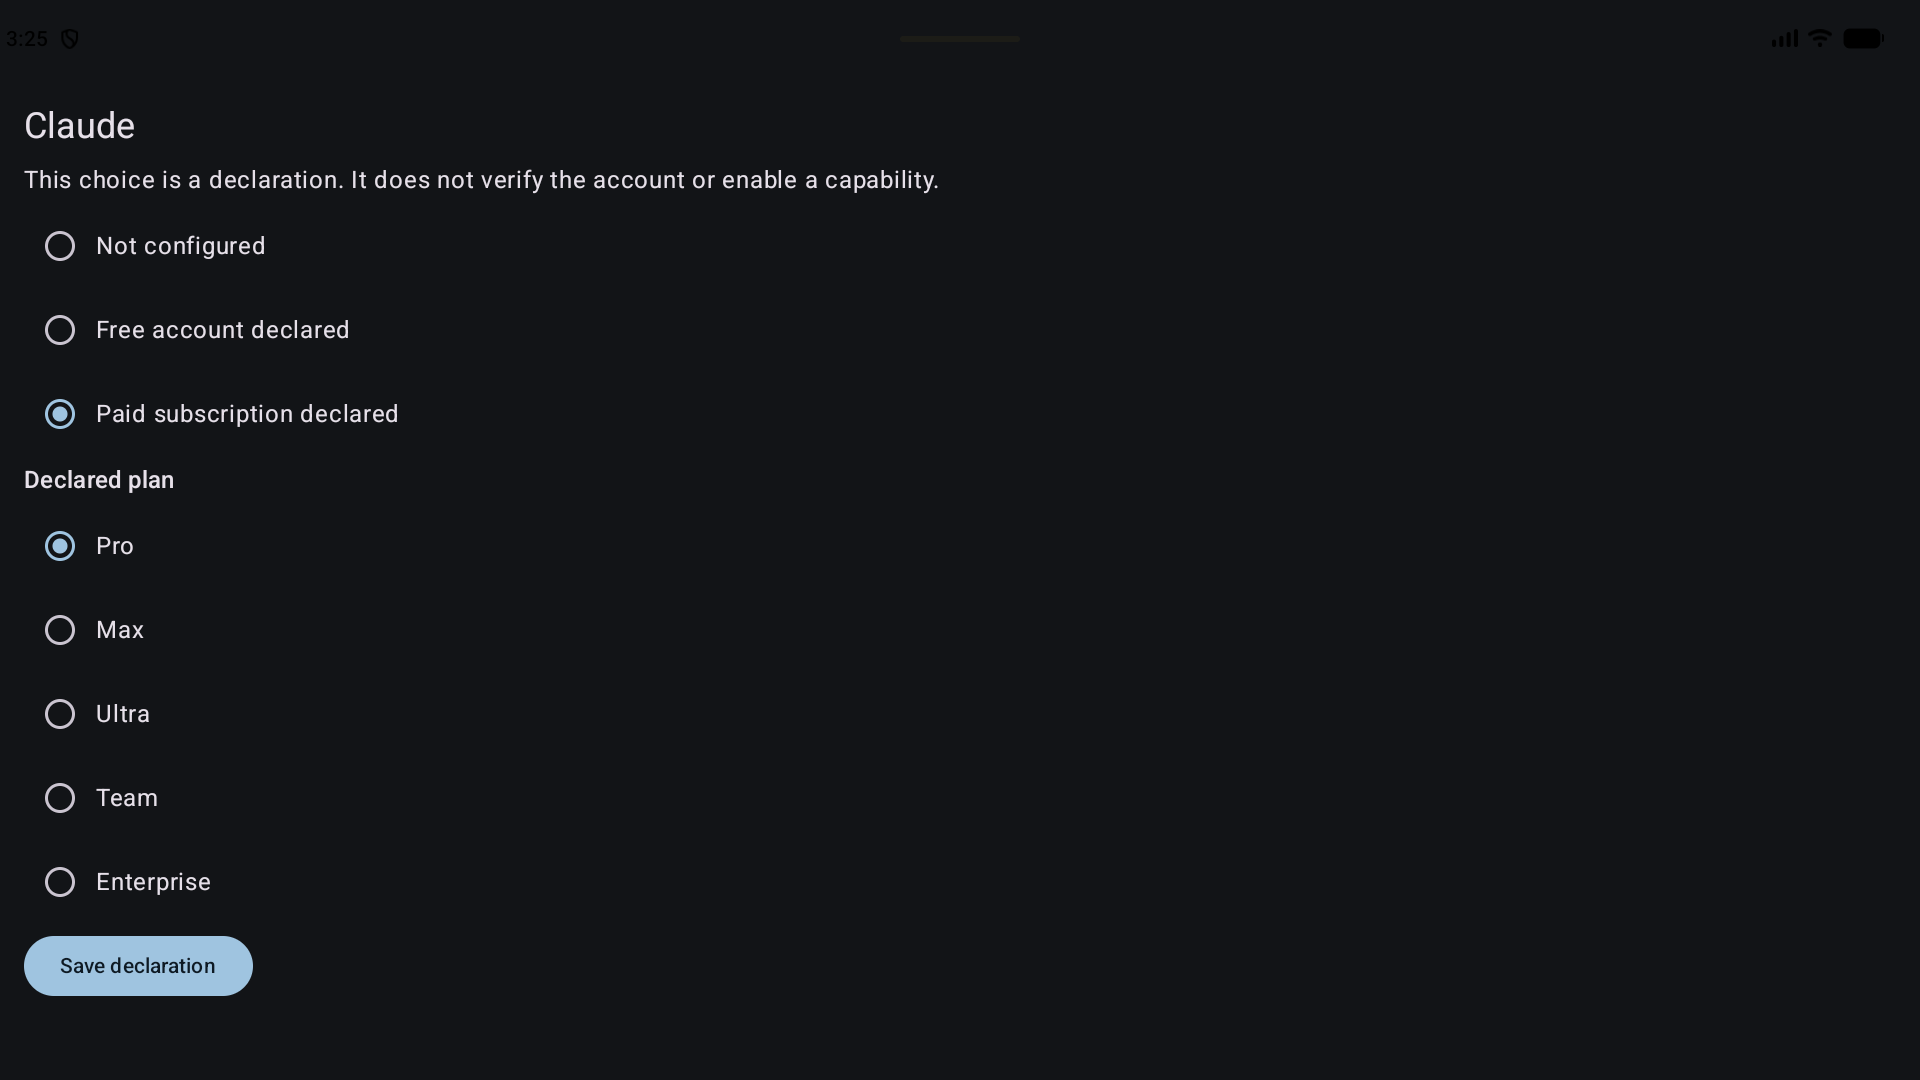 3:25
Claude
This choice is a declaration. It does not verify the account or enable a capability.
Not configured
Free account declared
Paid subscription declared
Declared plan
Pro
Max
Ultra
Team
Enterprise
Save declaration